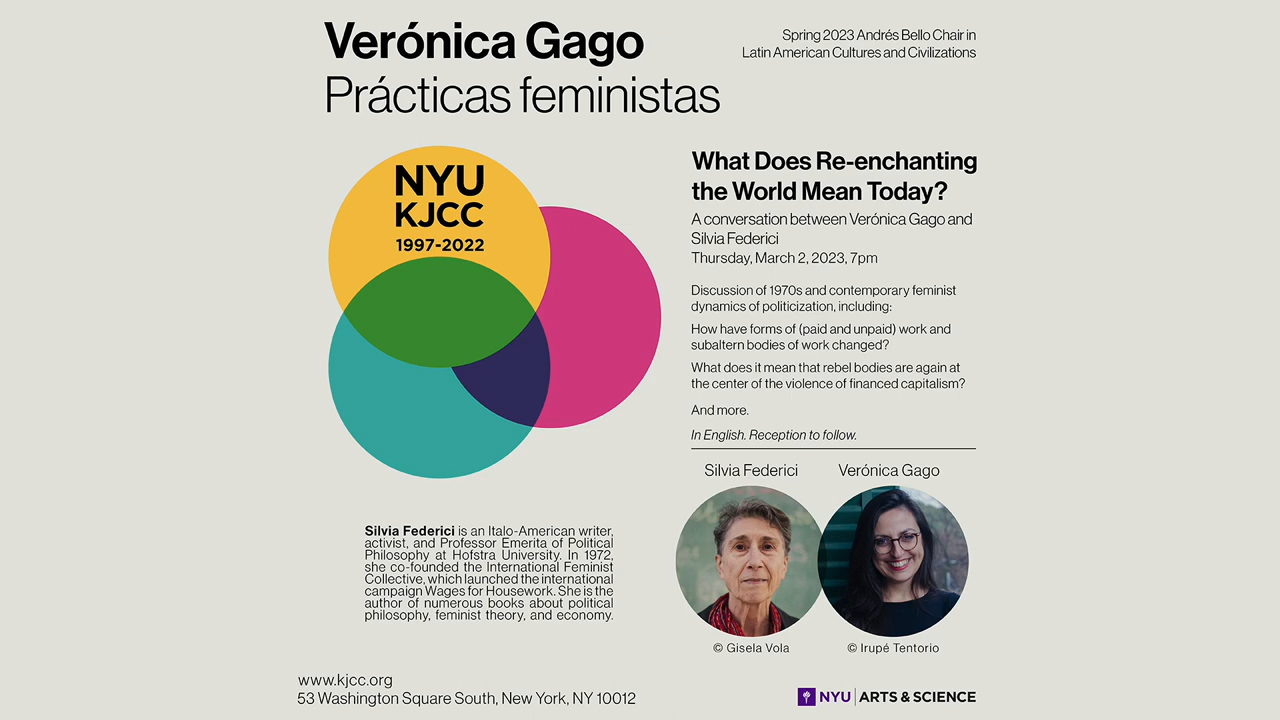 Verónica Gago
Prácticas feministas
Spring 2023 Andrés Bello Chair in
Latin American Cultures and Civilizations
NYU
KJCC
1997-2022
What Does Re-enchanting
the World Mean Today?
A conversation between Verónica Gago and
Silvia Federici
Thursday, March 2, 2023, 7pm
Discussion of 1970s and contemporary feminist
dynamics of politicization, including:
How have forms of (paid and unpaid) work and
subaltern bodies of work changed?
What does it mean that rebel bodies are again at
the center of the violence of financed capitalism?
And more.
In English. Reception to follow.
Silvia Federici
Verónica Gago
© Gisela Vola
© Irupé Tentorio
Silvia Federici is an Italo-American writer,
activist, and Professor Emerita of Political
Philosophy at Hofstra University. In 1972,
she co-founded the International Feminist
Collective, which launched the international
campaign Wages for Housework. She is the
author of numerous books about political
philosophy, feminist theory, and economy.
www.kjcc.org
53 Washington Square South, New York, NY 10012
NYU ARTS & SCIENCE